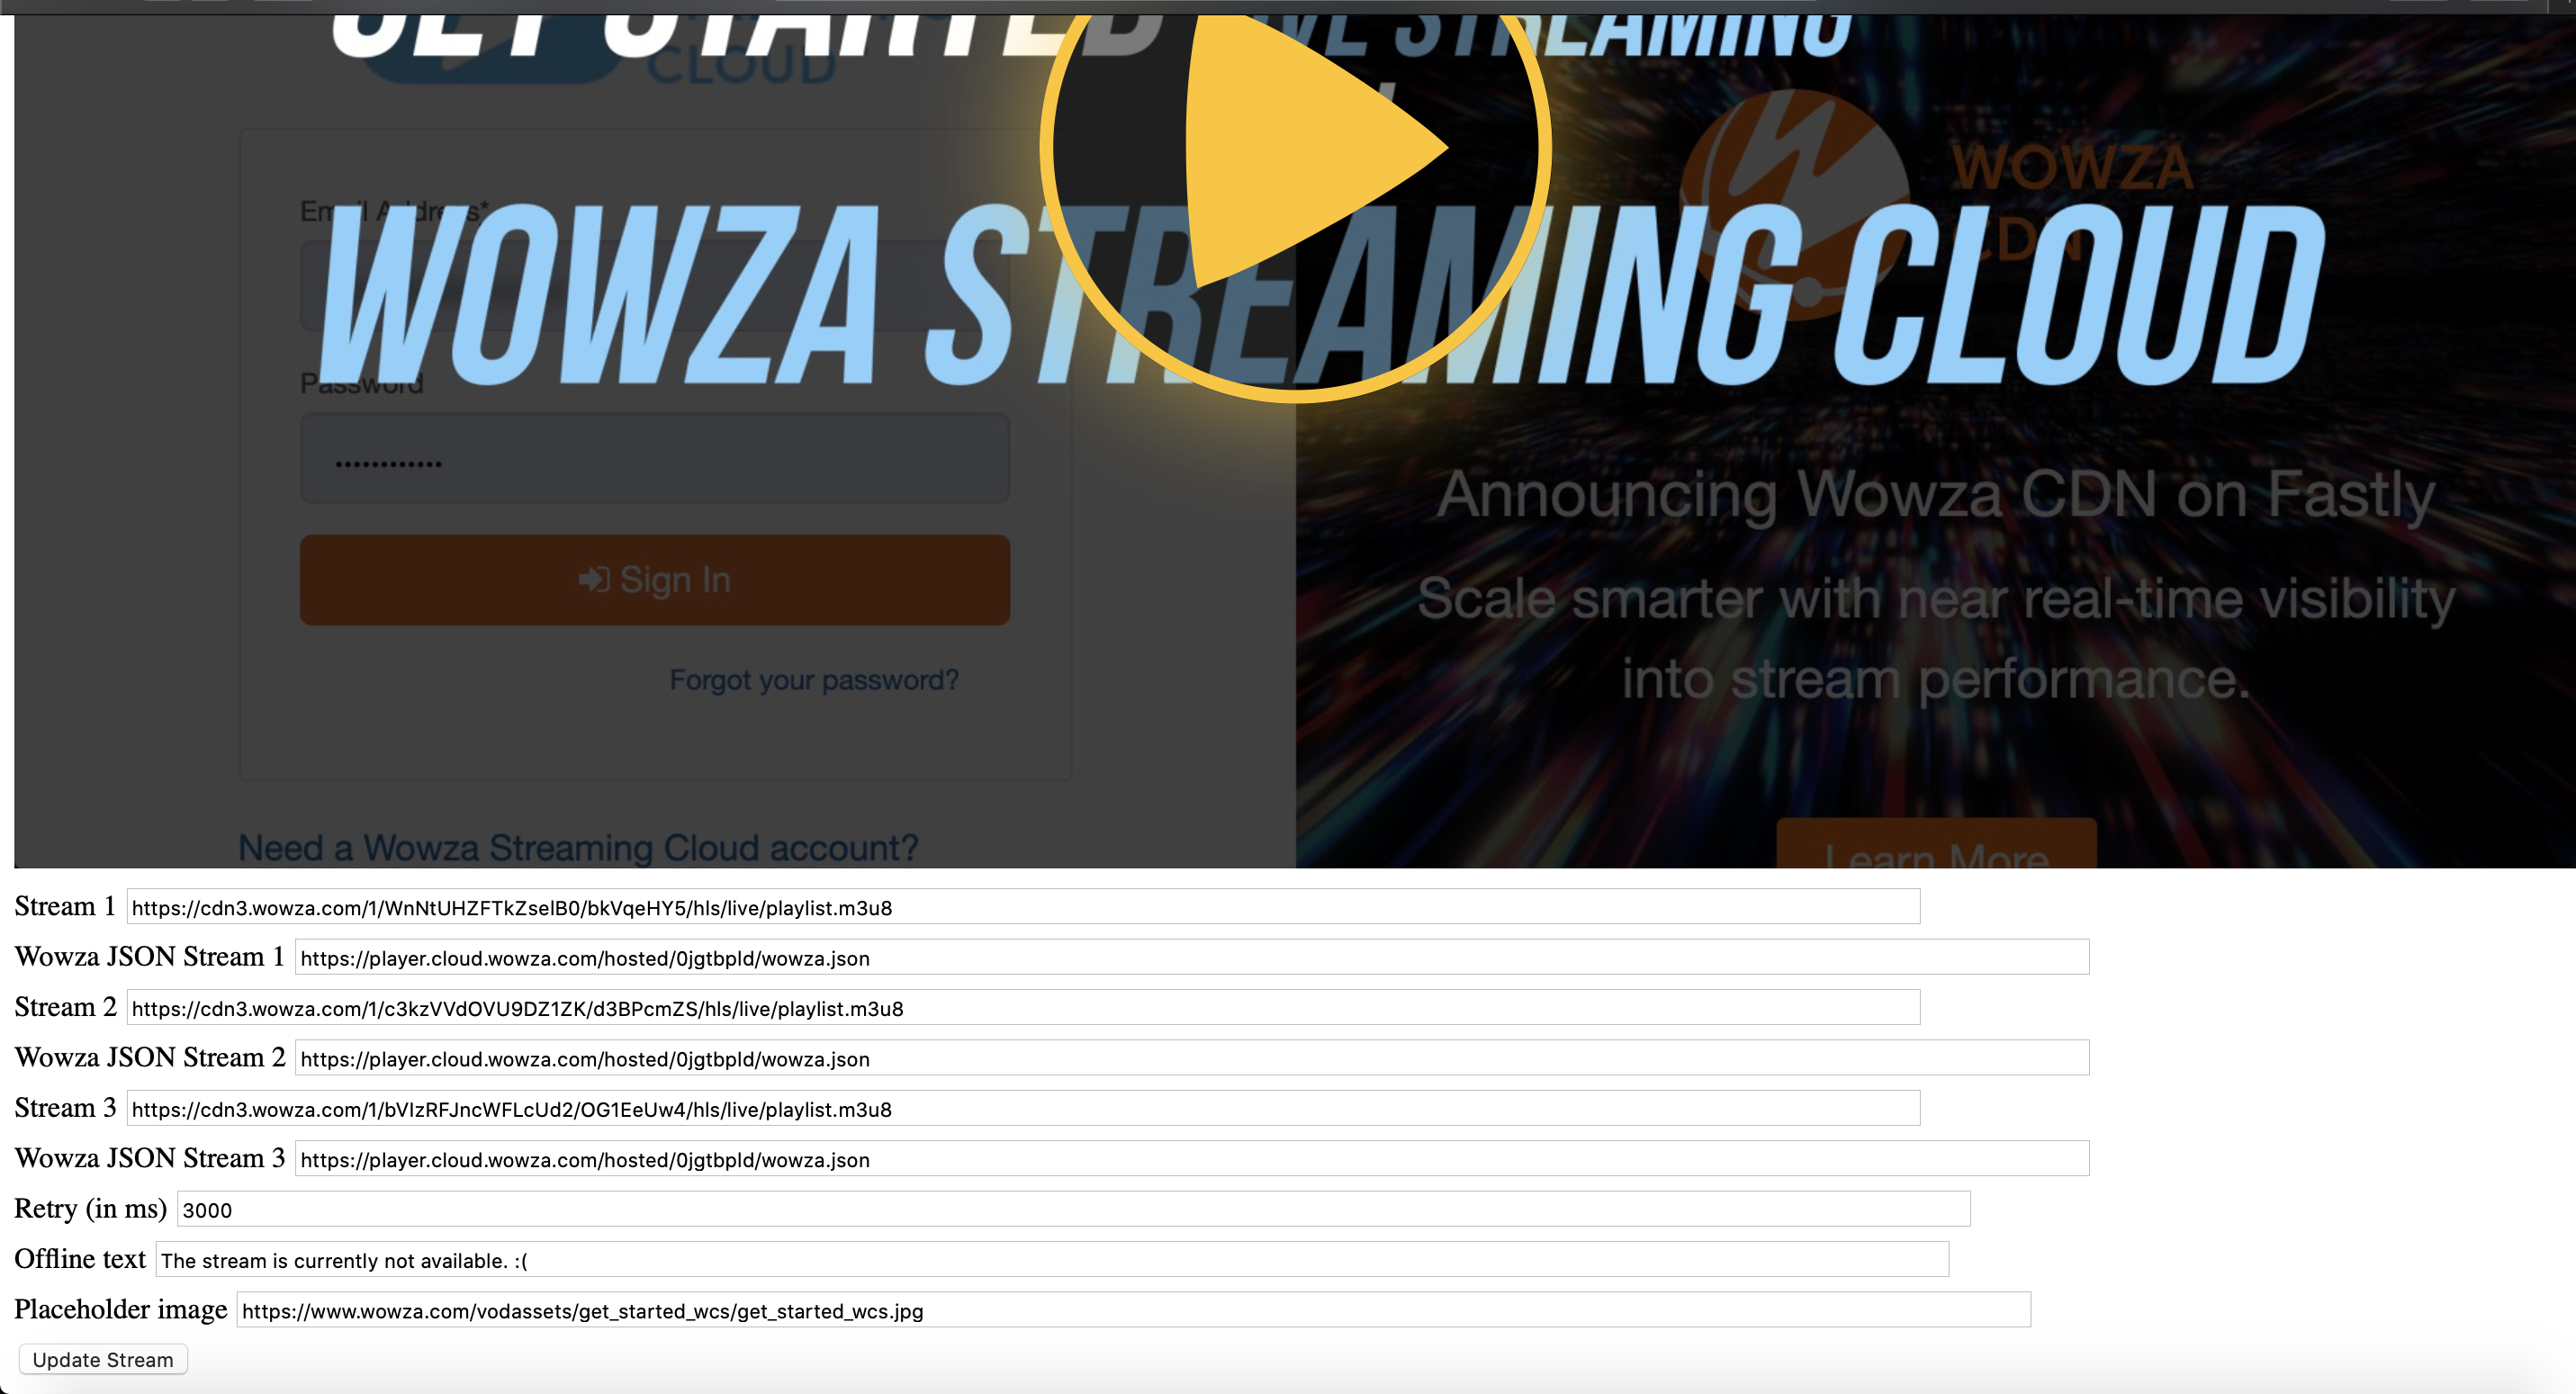 GET STARTED LIVE STREAMING
CLOUD
WOWZA
CDN
Email Address*
WOWZA STREAMING CLOUD
Password
••••••••••••
Announcing Wowza CDN on Fastly
Sign In
Scale smarter with near real-time visibility
into stream performance.
Forgot your password?
Need a Wowza Streaming Cloud account?
Learn More
Stream 1 https://cdn3.wowza.com/1/WnNtUHZFTkZselB0/bkVqeHY5/hls/live/playlist.m3u8
Wowza JSON Stream 1 https://player.cloud.wowza.com/hosted/0jgtbpld/wowza.json
Stream 2 https://cdn3.wowza.com/1/c3kzVVdOVU9DZ1ZK/d3BPcmZS/hls/live/playlist.m3u8
Wowza JSON Stream 2 https://player.cloud.wowza.com/hosted/0jgtbpld/wowza.json
Stream 3 https://cdn3.wowza.com/1/bVIzRFJncWFLcUd2/OG1EeUw4/hls/live/playlist.m3u8
Wowza JSON Stream 3 https://player.cloud.wowza.com/hosted/0jgtbpld/wowza.json
Retry (in ms) 3000
Offline text The stream is currently not available. :(
Placeholder image https://www.wowza.com/vodassets/get_started_wcs/get_started_wcs.jpg
Update Stream